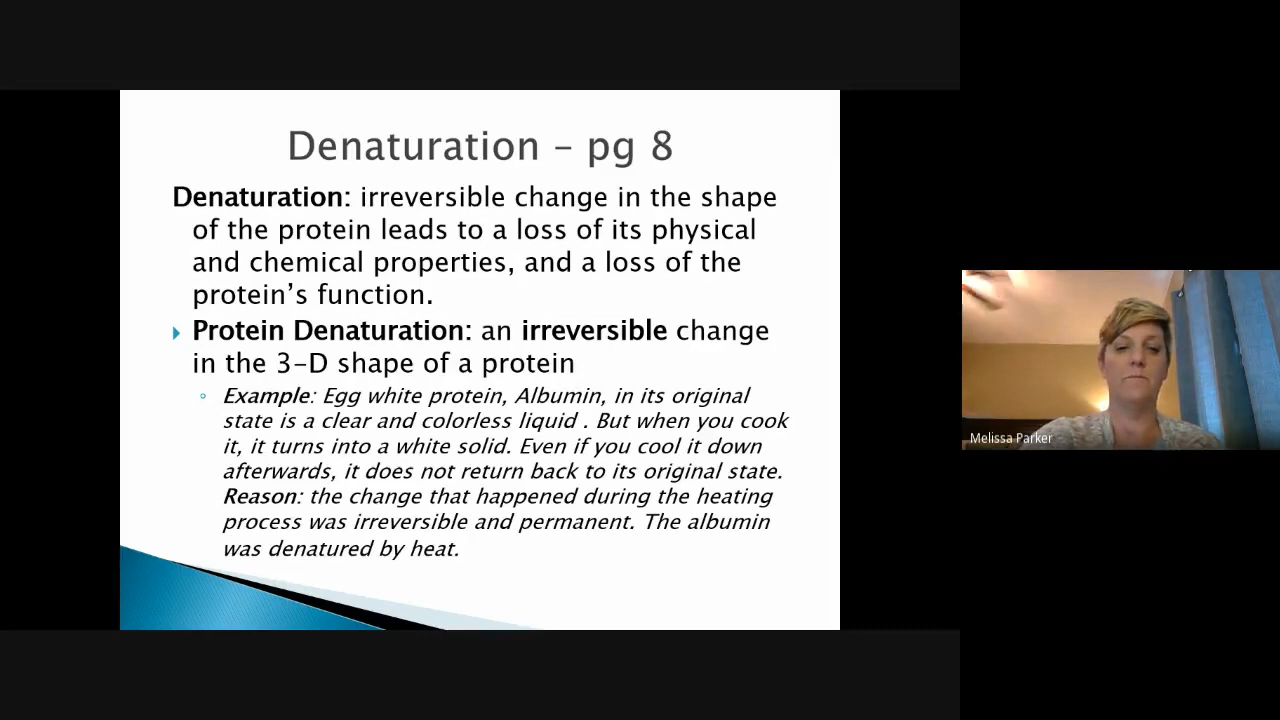 Denaturation – pg 8
Denaturation: irreversible change in the shape
of the protein leads to a loss of its physical
and chemical properties, and a loss of the
protein's function.
Protein Denaturation: an irreversible change
in the 3-D shape of a protein
Example: Egg white protein, Albumin, in its original
state is a clear and colorless liquid . But when you cook
it, it turns into a white solid. Even if you cool it down
afterwards, it does not return back to its original state.
Reason: the change that happened during the heating
process was irreversible and permanent. The albumin
was denatured by heat.
Melissa Parker